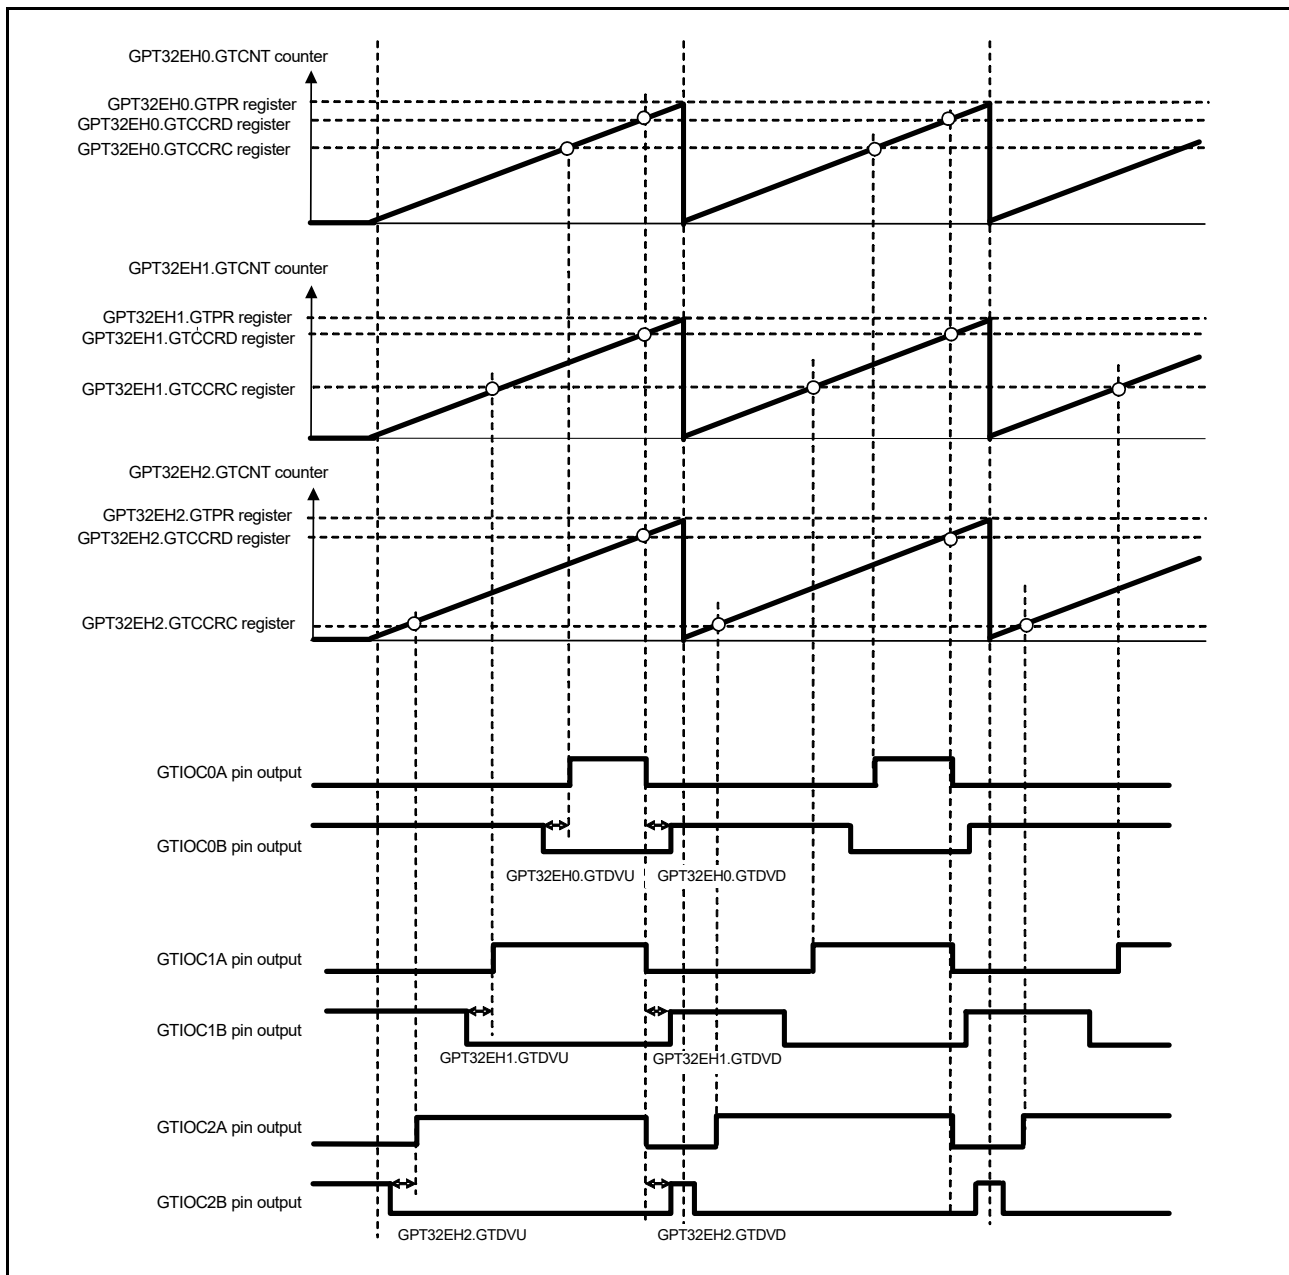 GPT32EH0.GTCNT counter
GPT32EH0.GTPR register
GPT32EH0.GTCCRD register
GPT32EH0.GTCCRC register
GPT32EH1.GTCNT counter
GPT32EH1.GTPR register
GPT32EH1.GTCCRD register
GPT32EH1.GTCCRC register
GPT32EH2.GTCNT counter
GPT32EH2.GTPR register
GPT32EH2.GTCCRD register
GPT32EH2.GTCCRC register
GTIOC0A pin output
GTIOC0B pin output
GPT32EH0.GTDVU GPT32EH0.GTDVD
GTIOC1A pin output
GTIOC1B pin output
GPT32EH1.GTDVU GPT32EH1.GTDVD
GTIOC2A pin output
GTIOC2B pin output
GPT32EH2.GTDVU GPT32EH2.GTDVD